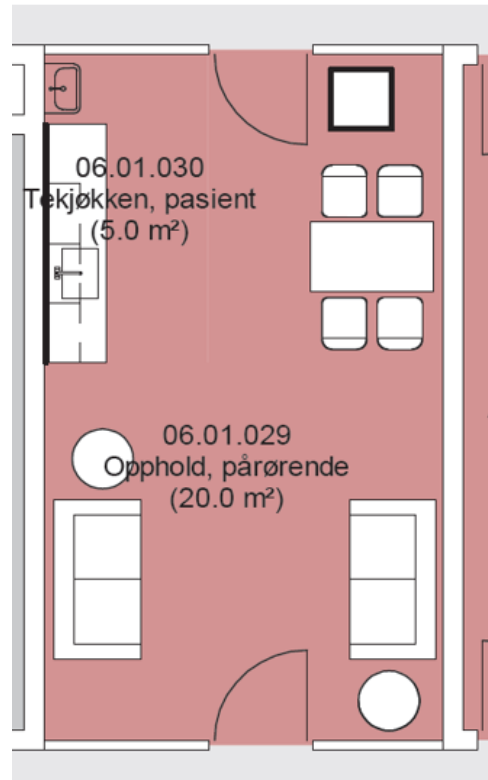 06.01.030
Tekjøkken, pasient
(5.0 m²)
06.01.029
Opphold, pårørende
(20.0 m²)